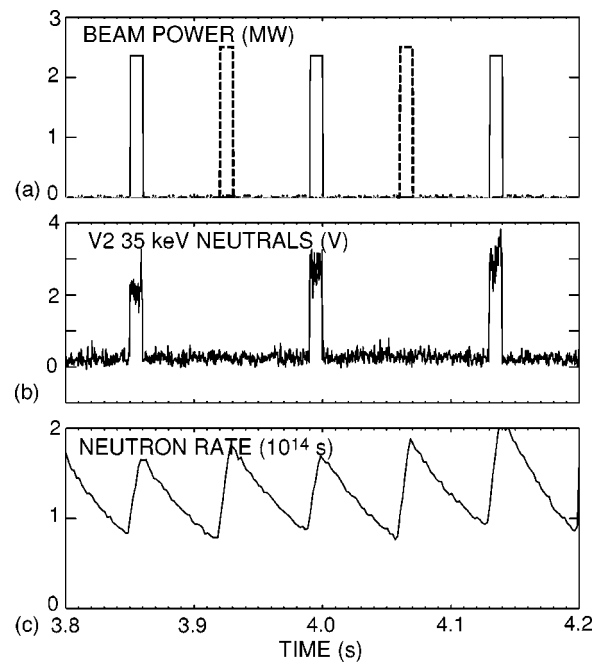 BEAM POWER (MW)
3
2
1
0
(a)
V2 35 keV NEUTRALS (V)
4
2
0
(b)
NEUTRON RATE (10¹⁴ s)
2
1
0
(c)
3.8 3.9 4.0 4.1 4.2
TIME (s)